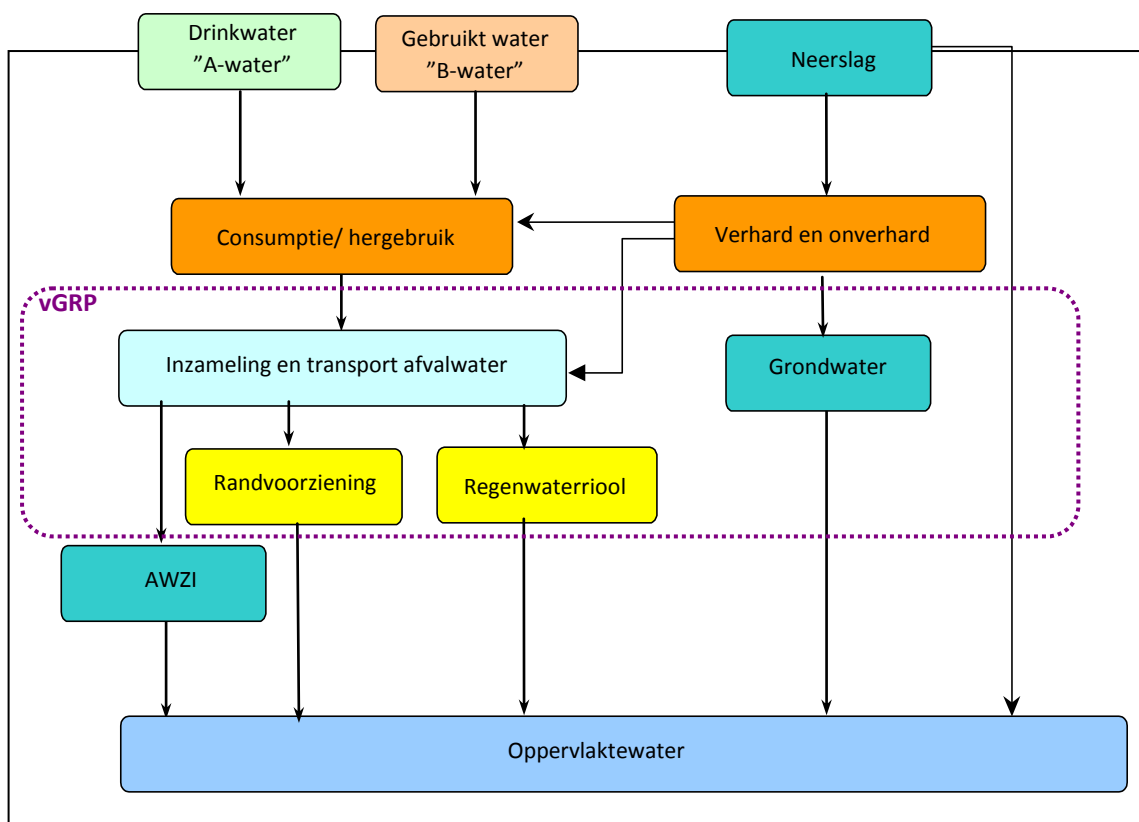 Drinkwater
”A-water”
Gebruikt water
”B-water”
Neerslag
Consumptie/ hergebruik
Verhard en onverhard
vGRP
Inzameling en transport afvalwater
Grondwater
Randvoorziening
Regenwaterriool
AWZI
Oppervlaktewater